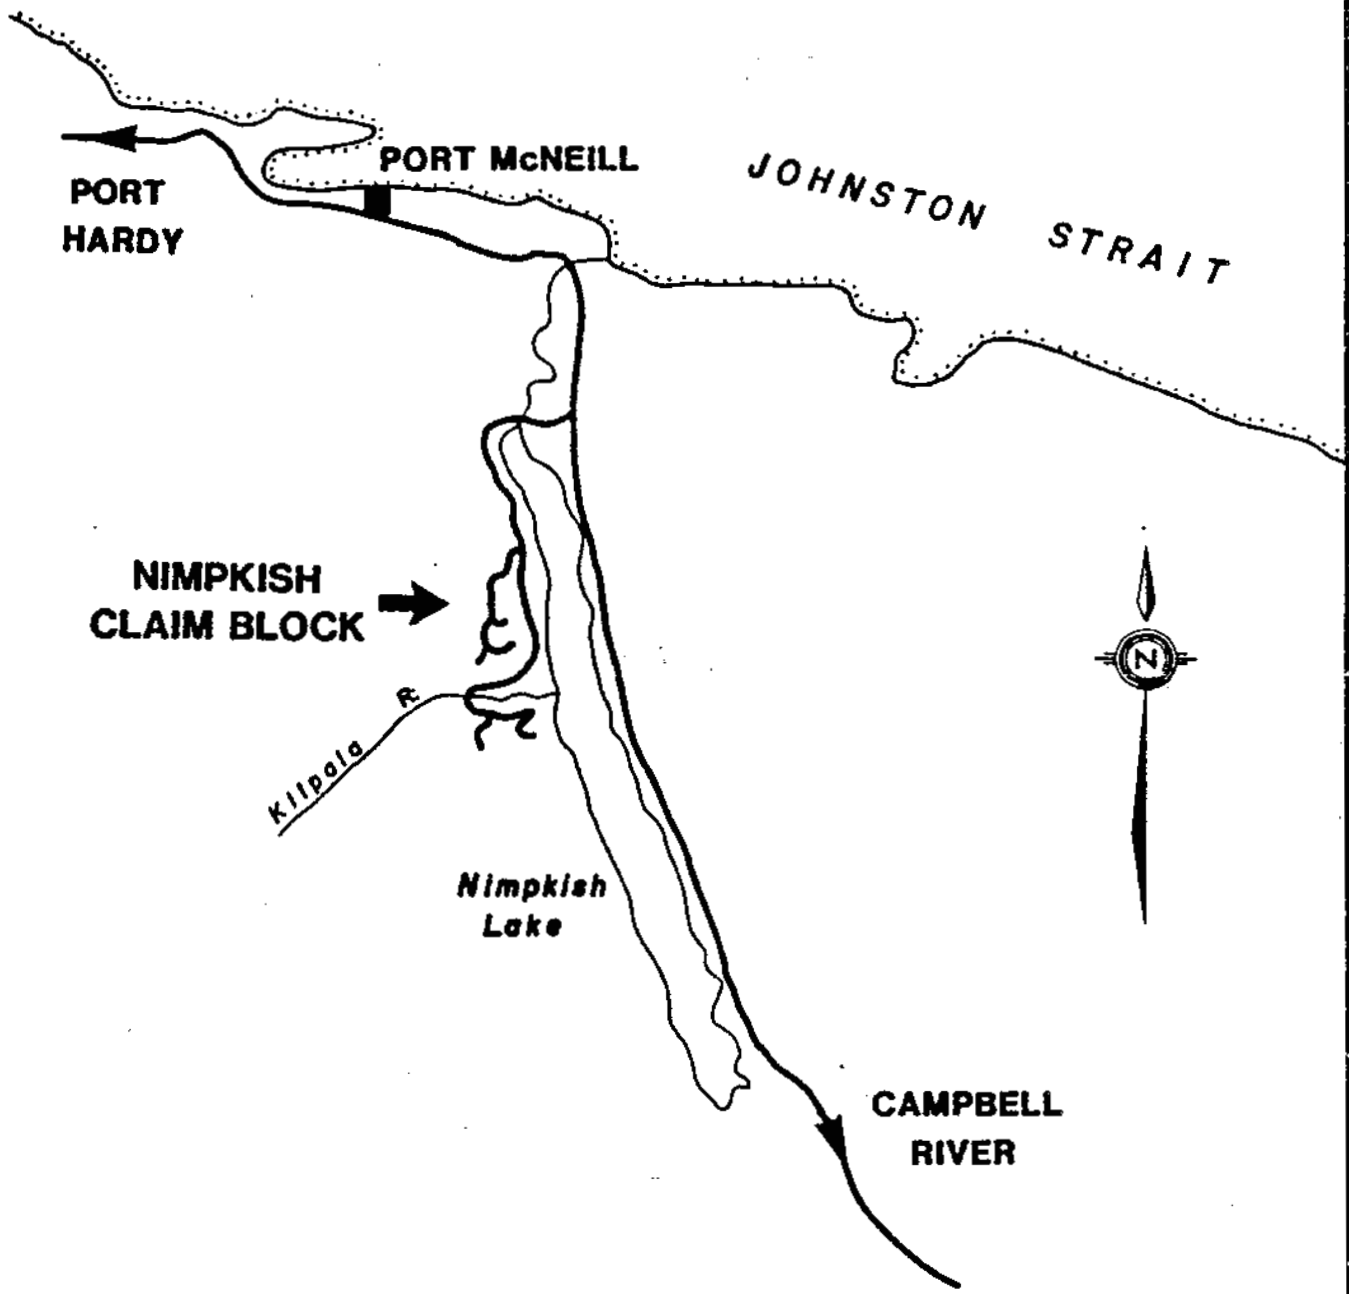 PORT McNEILL
JOHNSTON STRAIT
PORT
HARDY
NIMPKISH
CLAIM BLOCK
N
Kilpala R.
Nimpkish
Lake
CAMPBELL
RIVER